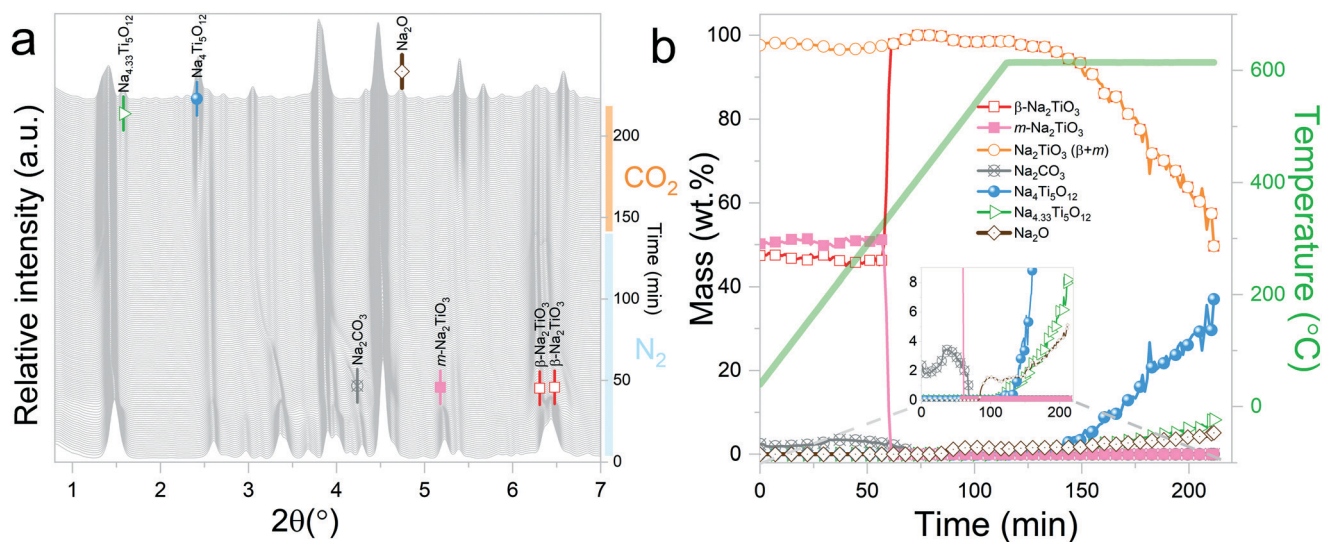 a
Relative intensity (a.u.)
Na4.33Ti5O12
Na4Ti5O12
Na2O
Na2CO3
m-Na2TiO3
β-Na2TiO3
β-Na2TiO3
1
2
3
4
5
6
7
2θ(°)
200
150
100
50
0
Time (min)
CO2
N2
b
Mass (wt.%)
100
80
60
40
20
0
β-Na2TiO3
m-Na2TiO3
Na2TiO3 (β+m)
Na2CO3
Na4Ti5O12
Na4.33Ti5O12
Na2O
8
6
4
2
0
0
100
200
0
50
100
150
200
Time (min)
600
400
200
0
Temperature (°C)